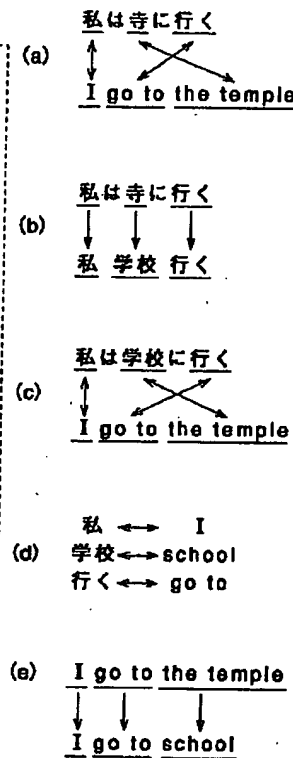 私は寺に行く
(a)
I go to the temple
私は寺に行く
(b)
私 学校 行く
私は学校に行く
(c)
I go to the temple
私 ↔ I
(d) 学校↔school
行く↔ go to
(e) I go to the temple
I go to school